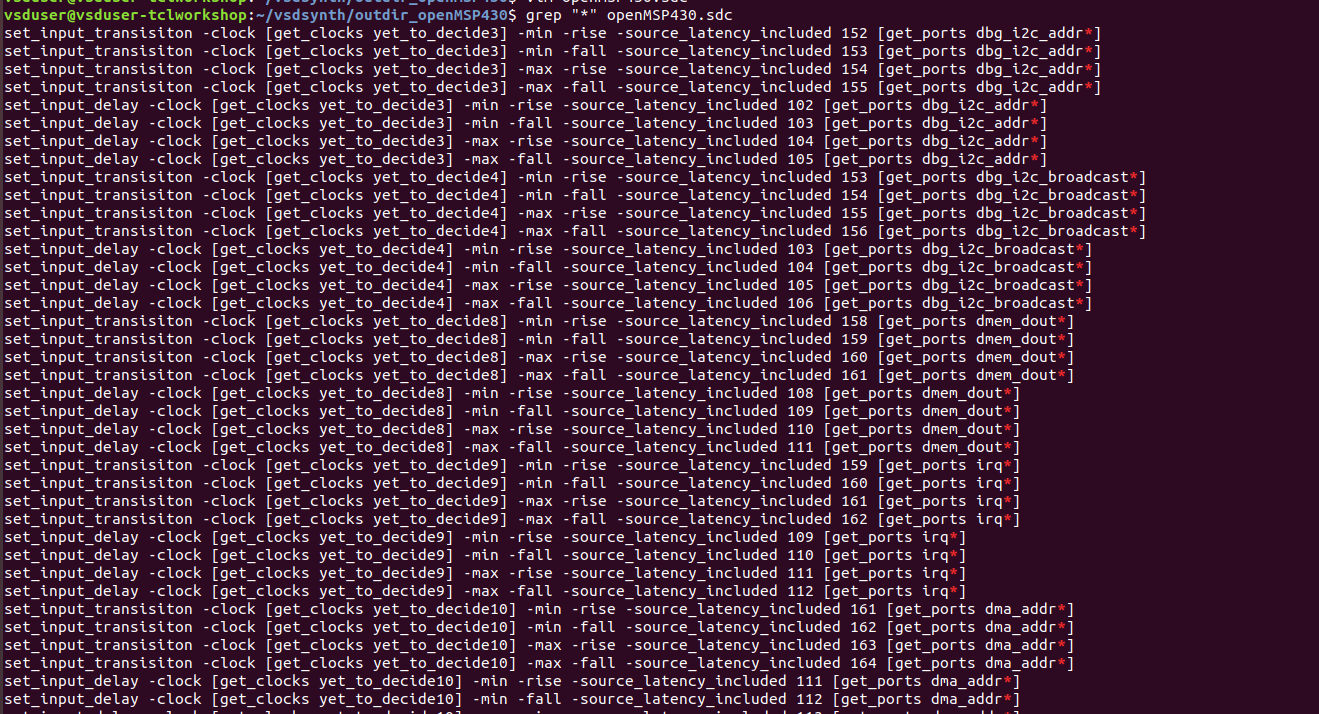 vsduser@vsduser-tclworkshop:~/vsdsynth/outdir_openMSP430$ grep "*" openMSP430.sdc
set_input_transisiton -clock [get_clocks yet_to_decide3] -min -rise -source_latency_included 152 [get_ports dbg_i2c_addr*]
set_input_transisiton -clock [get_clocks yet_to_decide3] -min -fall -source_latency_included 153 [get_ports dbg_i2c_addr*]
set_input_transisiton -clock [get_clocks yet_to_decide3] -max -rise -source_latency_included 154 [get_ports dbg_i2c_addr*]
set_input_transisiton -clock [get_clocks yet_to_decide3] -max -fall -source_latency_included 155 [get_ports dbg_i2c_addr*]
set_input_delay -clock [get_clocks yet_to_decide3] -min -rise -source_latency_included 102 [get_ports dbg_i2c_addr*]
set_input_delay -clock [get_clocks yet_to_decide3] -min -fall -source_latency_included 103 [get_ports dbg_i2c_addr*]
set_input_delay -clock [get_clocks yet_to_decide3] -max -rise -source_latency_included 104 [get_ports dbg_i2c_addr*]
set_input_delay -clock [get_clocks yet_to_decide3] -max -fall -source_latency_included 105 [get_ports dbg_i2c_addr*]
set_input_transisiton -clock [get_clocks yet_to_decide4] -min -rise -source_latency_included 153 [get_ports dbg_i2c_broadcast*]
set_input_transisiton -clock [get_clocks yet_to_decide4] -min -fall -source_latency_included 154 [get_ports dbg_i2c_broadcast*]
set_input_transisiton -clock [get_clocks yet_to_decide4] -max -rise -source_latency_included 155 [get_ports dbg_i2c_broadcast*]
set_input_transisiton -clock [get_clocks yet_to_decide4] -max -fall -source_latency_included 156 [get_ports dbg_i2c_broadcast*]
set_input_delay -clock [get_clocks yet_to_decide4] -min -rise -source_latency_included 103 [get_ports dbg_i2c_broadcast*]
set_input_delay -clock [get_clocks yet_to_decide4] -min -fall -source_latency_included 104 [get_ports dbg_i2c_broadcast*]
set_input_delay -clock [get_clocks yet_to_decide4] -max -rise -source_latency_included 105 [get_ports dbg_i2c_broadcast*]
set_input_delay -clock [get_clocks yet_to_decide4] -max -fall -source_latency_included 106 [get_ports dbg_i2c_broadcast*]
set_input_transisiton -clock [get_clocks yet_to_decide8] -min -rise -source_latency_included 158 [get_ports dmem_dout*]
set_input_transisiton -clock [get_clocks yet_to_decide8] -min -fall -source_latency_included 159 [get_ports dmem_dout*]
set_input_transisiton -clock [get_clocks yet_to_decide8] -max -rise -source_latency_included 160 [get_ports dmem_dout*]
set_input_transisiton -clock [get_clocks yet_to_decide8] -max -fall -source_latency_included 161 [get_ports dmem_dout*]
set_input_delay -clock [get_clocks yet_to_decide8] -min -rise -source_latency_included 108 [get_ports dmem_dout*]
set_input_delay -clock [get_clocks yet_to_decide8] -min -fall -source_latency_included 109 [get_ports dmem_dout*]
set_input_delay -clock [get_clocks yet_to_decide8] -max -rise -source_latency_included 110 [get_ports dmem_dout*]
set_input_delay -clock [get_clocks yet_to_decide8] -max -fall -source_latency_included 111 [get_ports dmem_dout*]
set_input_transisiton -clock [get_clocks yet_to_decide9] -min -rise -source_latency_included 159 [get_ports irq*]
set_input_transisiton -clock [get_clocks yet_to_decide9] -min -fall -source_latency_included 160 [get_ports irq*]
set_input_transisiton -clock [get_clocks yet_to_decide9] -max -rise -source_latency_included 161 [get_ports irq*]
set_input_transisiton -clock [get_clocks yet_to_decide9] -max -fall -source_latency_included 162 [get_ports irq*]
set_input_delay -clock [get_clocks yet_to_decide9] -min -rise -source_latency_included 109 [get_ports irq*]
set_input_delay -clock [get_clocks yet_to_decide9] -min -fall -source_latency_included 110 [get_ports irq*]
set_input_delay -clock [get_clocks yet_to_decide9] -max -rise -source_latency_included 111 [get_ports irq*]
set_input_delay -clock [get_clocks yet_to_decide9] -max -fall -source_latency_included 112 [get_ports irq*]
set_input_transisiton -clock [get_clocks yet_to_decide10] -min -rise -source_latency_included 161 [get_ports dma_addr*]
set_input_transisiton -clock [get_clocks yet_to_decide10] -min -fall -source_latency_included 162 [get_ports dma_addr*]
set_input_transisiton -clock [get_clocks yet_to_decide10] -max -rise -source_latency_included 163 [get_ports dma_addr*]
set_input_transisiton -clock [get_clocks yet_to_decide10] -max -fall -source_latency_included 164 [get_ports dma_addr*]
set_input_delay -clock [get_clocks yet_to_decide10] -min -rise -source_latency_included 111 [get_ports dma_addr*]
set_input_delay -clock [get_clocks yet_to_decide10] -min -fall -source_latency_included 112 [get_ports dma_addr*]